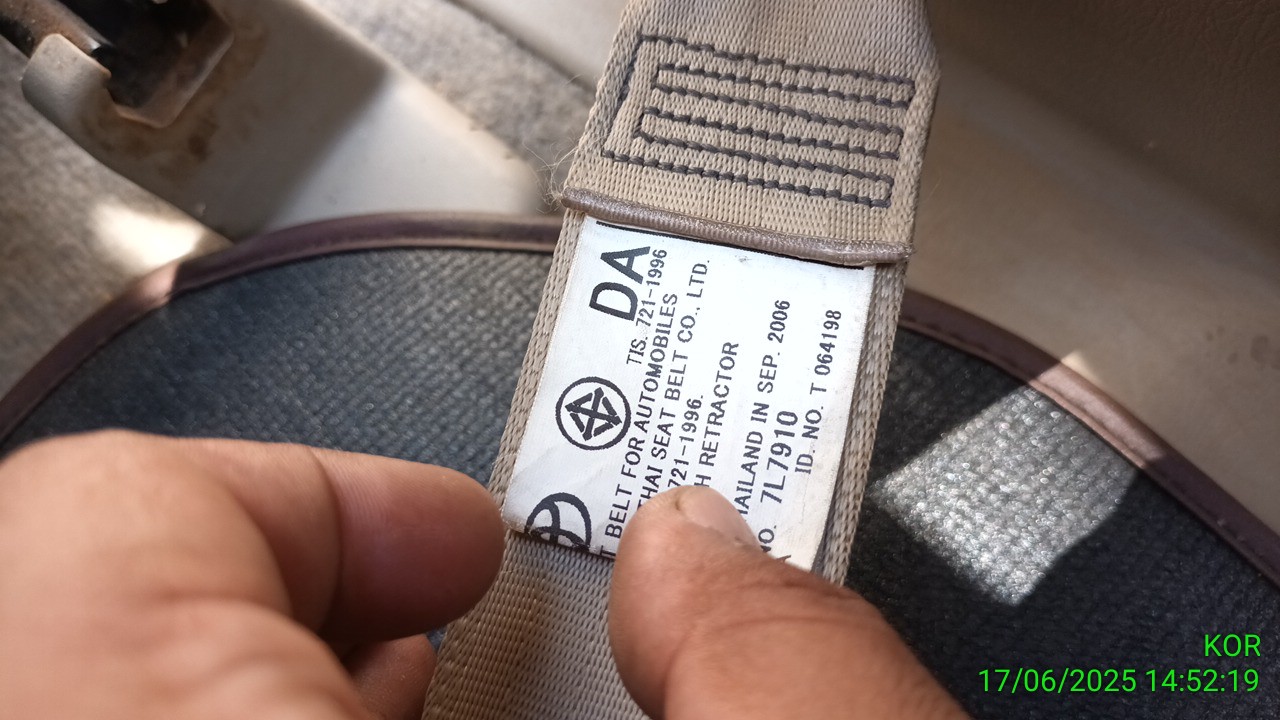 DA
TIS. 721-1996
BELT FOR AUTOMOBILES
THAI SEAT BELT CO., LTD.
721-1996.
RETRACTOR
IN SEP. 2006
7L7910
ID. NO. T 064198
KOR
17/06/2025 14:52:19